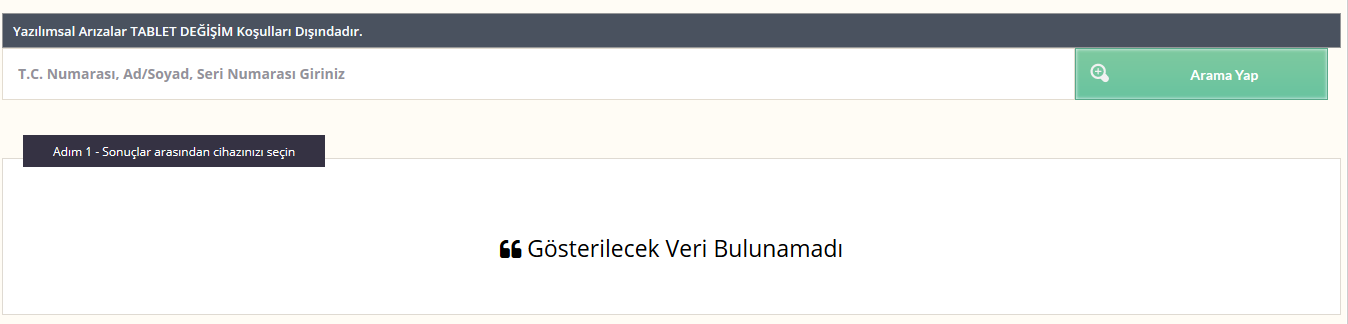 Yazılımsal Arızalar TABLET DEĞİŞİM Koşulları Dışındadır.
T.C. Numarası, Ad/Soyad, Seri Numarası Giriniz
Arama Yap
Adım 1 - Sonuçlar arasından cihazınızı seçin
Gösterilecek Veri Bulunamadı